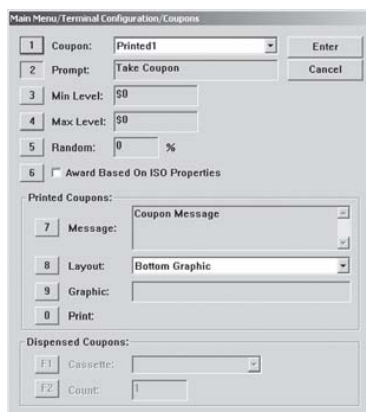 Main Menu/Terminal Configuration/Coupons
1 Coupon: Printed1 Enter
2 Prompt: Take Coupon Cancel
3 Min Level: $0
4 Max Level: $0
5 Random: 0 %
6 Award Based On ISO Properties
Printed Coupons:
7 Message: Coupon Message
8 Layout: Bottom Graphic
9 Graphic:
0 Print:
Dispensed Coupons:
F1 Cassette:
F2 Count: 1